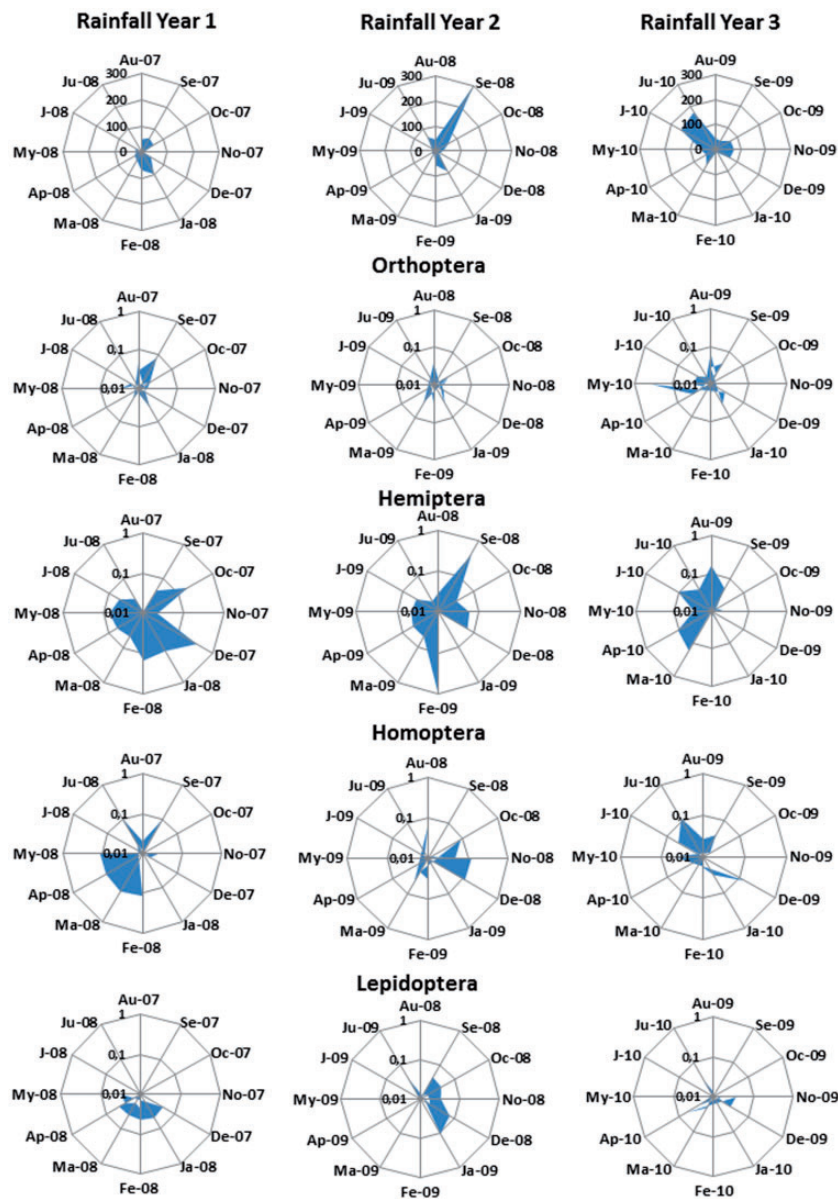 Rainfall Year 1 Rainfall Year 2 Rainfall Year 3
Au-07 Au-08 Au-09
300 300 300
Ju-08 Se-07 Ju-09 Se-08 Ju-10 Se-09
200 200 200
J-08 Oc-07 J-09 Oc-08 J-10 Oc-09
100 100 100
My-08 0 No-07 My-09 0 No-08 My-10 0 No-09
Ap-08 De-07 Ap-09 De-08 Ap-10 De-09
Ma-08 Ja-08 Ma-09 Ja-09 Ma-10 Ja-10
Fe-08 Fe-09 Fe-10
Orthoptera
Au-07 Au-08 Au-09
1 1 1
Ju-08 Se-07 Ju-09 Se-08 Ju-10 Se-09
J-08 0,1 Oc-07 J-09 0,1 Oc-08 J-10 0,1 Oc-09
My-08 0,01 No-07 My-09 0,01 No-08 My-10 0,01 No-09
Ap-08 De-07 Ap-09 De-08 Ap-10 De-09
Ma-08 Ja-08 Ma-09 Ja-09 Ma-10 Ja-10
Fe-08 Fe-09 Fe-10
Hemiptera
Au-07 Au-08 Au-09
1 1 1
Ju-08 Se-07 Ju-09 Se-08 Ju-10 Se-09
J-08 0,1 Oc-07 J-09 0,1 Oc-08 J-10 0,1 Oc-09
My-08 0,01 No-07 My-09 0,01 No-08 My-10 0,01 No-09
Ap-08 De-07 Ap-09 De-08 Ap-10 De-09
Ma-08 Ja-08 Ma-09 Ja-09 Ma-10 Ja-10
Fe-08 Fe-09 Fe-10
Homoptera
Au-07 Au-08 Au-09
1 1 1
Ju-08 Se-07 Ju-09 Se-08 Ju-10 Se-09
J-08 0,1 Oc-07 J-09 0,1 Oc-08 J-10 0,1 Oc-09
My-08 0,01 No-07 My-09 0,01 No-08 My-10 0,01 No-09
Ap-08 De-07 Ap-09 De-08 Ap-10 De-09
Ma-08 Ja-08 Ma-09 Ja-09 Ma-10 Ja-10
Fe-08 Fe-09 Fe-10
Lepidoptera
Au-07 Au-08 Au-09
1 1 1
Ju-08 Se-07 Ju-09 Se-08 Ju-10 Se-09
J-08 0,1 Oc-07 J-09 0,1 Oc-08 J-10 0,1 Oc-09
My-08 0,01 No-07 My-09 0,01 No-08 My-10 0,01 No-09
Ap-08 De-07 Ap-09 De-08 Ap-10 De-09
Ma-08 Ja-08 Ma-09 Ja-09 Ma-10 Ja-10
Fe-08 Fe-09 Fe-10